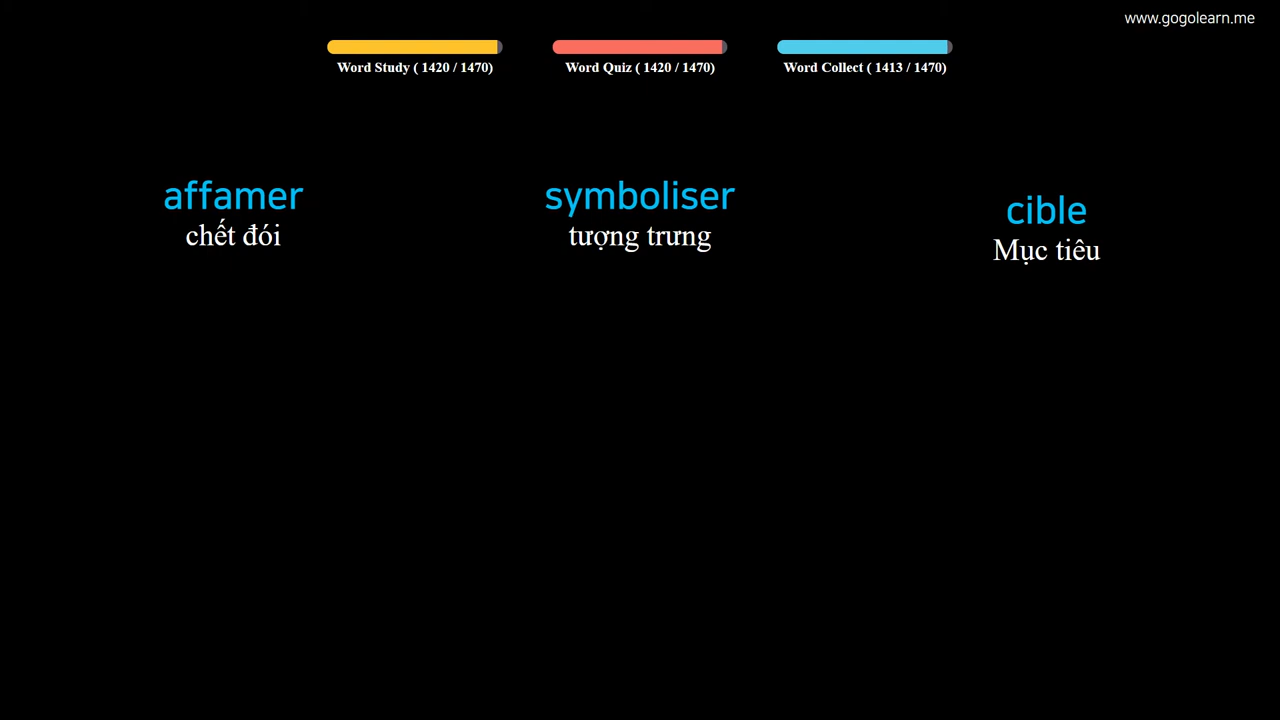 www.gogolearn.me
Word Study ( 1420 / 1470)
Word Quiz ( 1420 / 1470)
Word Collect ( 1413 / 1470)
affamer
chết đói
symboliser
tượng trưng
cible
Mục tiêu